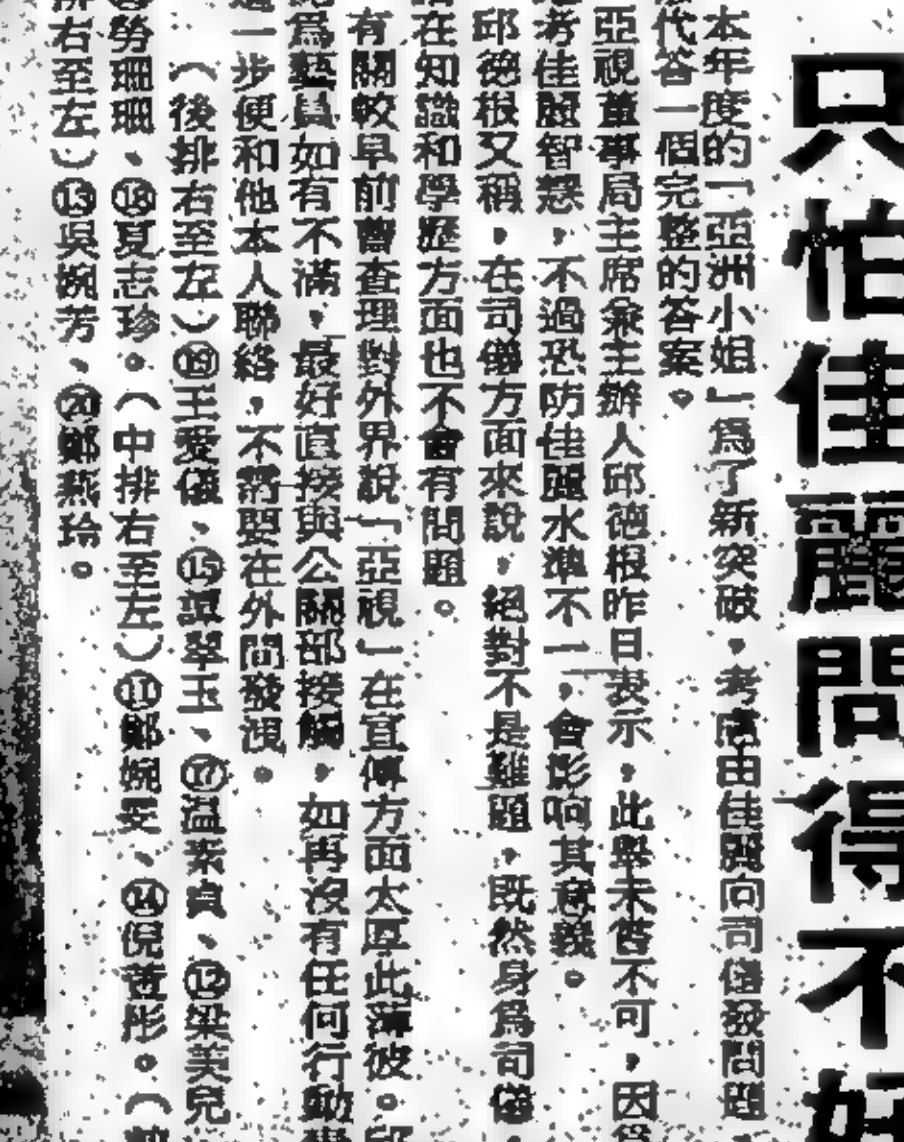 只怕佳麗問得不好
本年度的「亞洲小姐」爲了新突破，考慮由佳麗向司儀發問題
代答一個完整的答案。
亞視董事局主席兼主辦人邱德根昨日表示，此舉未嘗不可，因爲
考佳麗智慧，不過恐防佳麗水準不一，會影响其意義。
邱德根又稱，在司儀方面來說，絕對不是難題，既然身爲司儀，
在知識和學歷方面也不會有問題。
有關較早前曹查理對外界說「亞視」在宣傳方面太厚此薄彼。邱
爲藝員如有不滿，最好直接與公關部接觸，如再沒有任何行動
一步便和他本人聯絡，不需要在外間發洩。
（後排右至左）⑲王愛儀、⑮譚翠玉、⑰溫素貞、⑫梁美兒
勞珊珊、⑱夏志珍。（中排右至左）⑪鄭婉雯、⑭倪菁彤。（前
排右至左）⑬吳婉芳、⑳鄭燕玲。